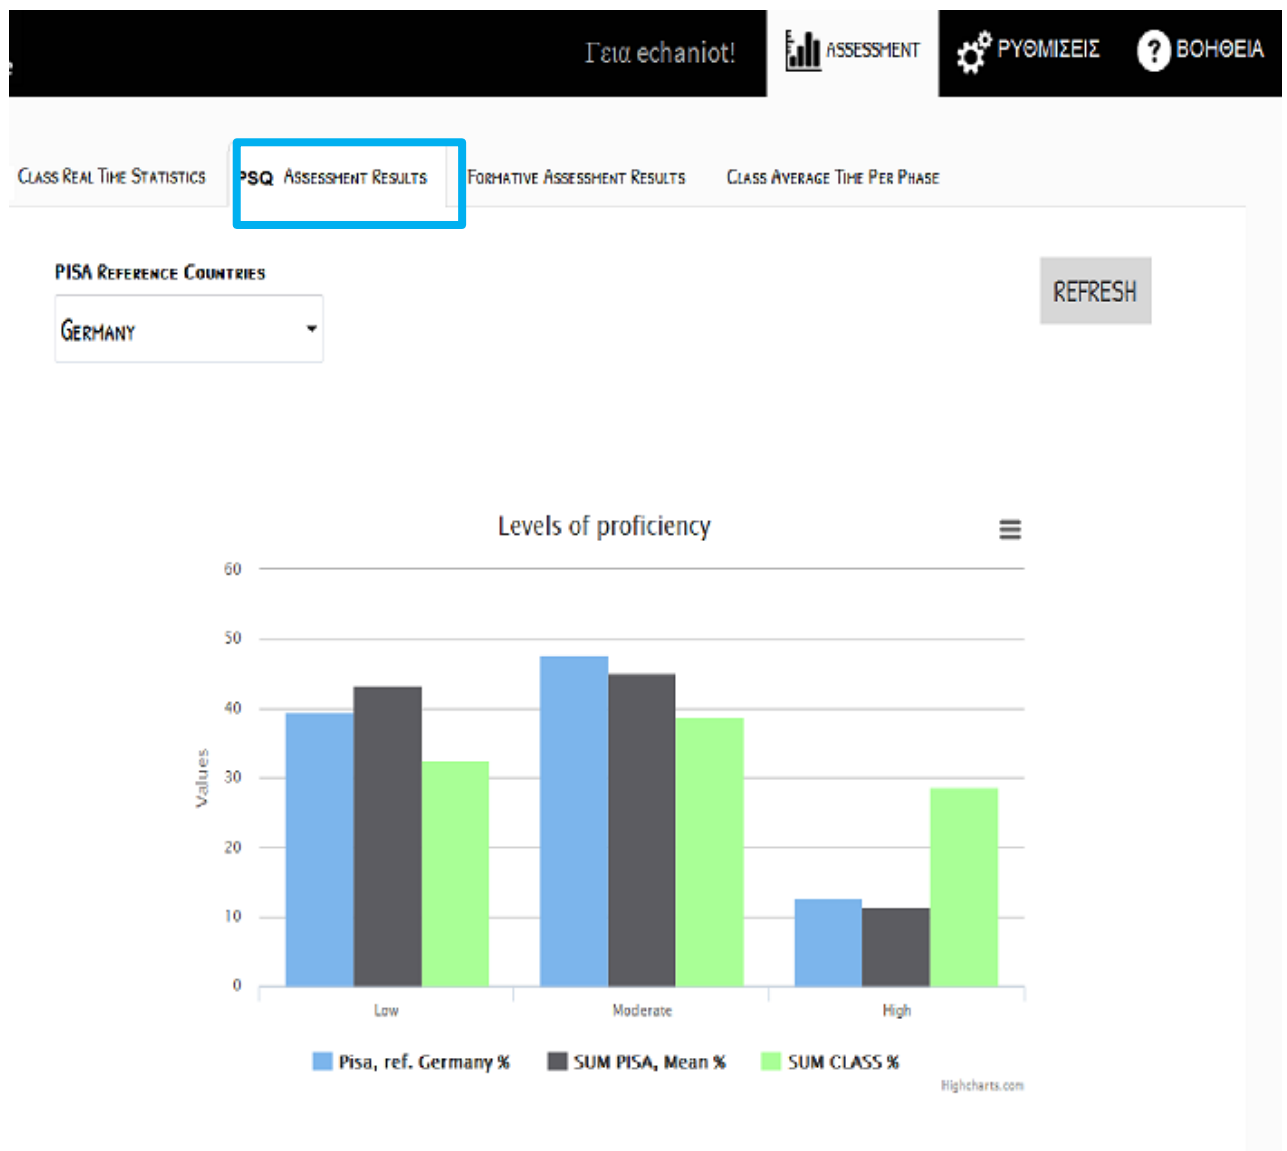 Γεια echaniot!
ASSESSMENT
ΡΥΘΜΙΣΕΙΣ
? ΒΟΗΘΕΙΑ
CLASS REAL TIME STATISTICS
PSQ ASSESSMENT RESULTS
FORMATIVE ASSESSMENT RESULTS
CLASS AVERAGE TIME PER PHASE
PISA REFERENCE COUNTRIES
REFRESH
GERMANY
Levels of proficiency
60
50
40
30
20
10
0
Values
Low
Moderate
High
Pisa, ref. Germany %
SUM PISA, Mean %
SUM CLASS %
Highcharts.com